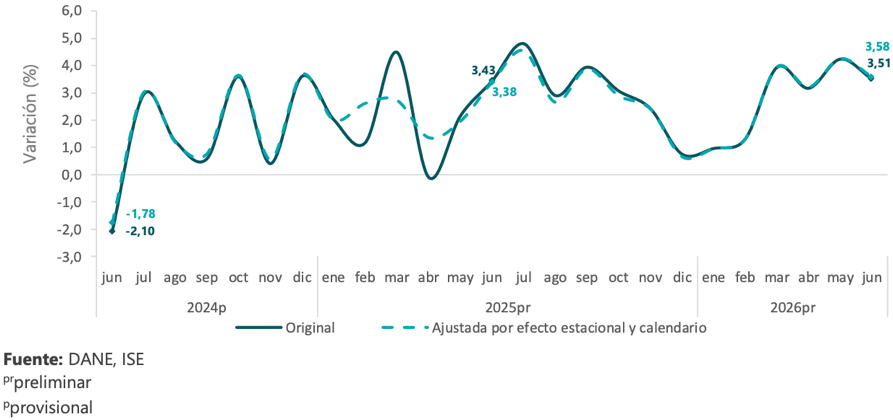 6,0
5,0
4,0
3,0
2,0
1,0
0,0
-1,0
-2,0
-3,0
Variación (%)
-1,78
-2,10
3,43
3,38
3,58
3,51
jun jul ago sep oct nov dic ene feb mar abr may jun jul ago sep oct nov dic ene feb mar abr may jun
2024p 2025pr 2026pr
Original Ajustada por efecto estacional y calendario
Fuente: DANE, ISE
prpreliminar
pprovisional